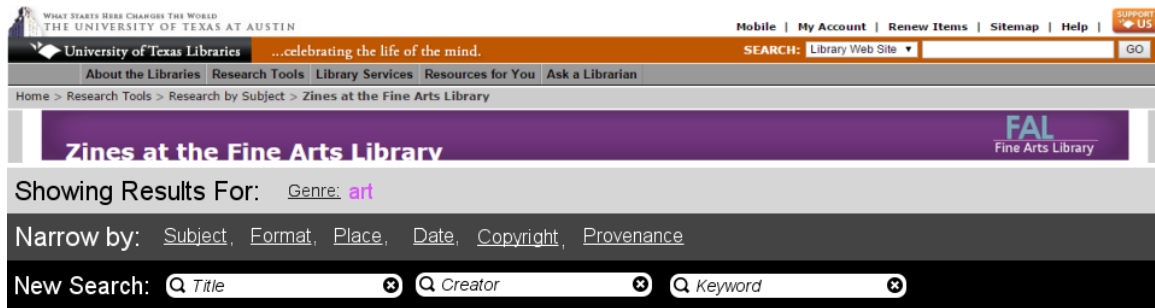 WHAT STARTS HERE CHANGES THE WORLD
THE UNIVERSITY OF TEXAS AT AUSTIN
Mobile | My Account | Renew Items | Sitemap | Help |
SUPPORT US
University of Texas Libraries ...celebrating the life of the mind. SEARCH: Library Web Site GO
About the Libraries Research Tools Library Services Resources for You Ask a Librarian
Home > Research Tools > Research by Subject > Zines at the Fine Arts Library
FAL
Zines at the Fine Arts Library Fine Arts Library
Showing Results For: Genre: art
Narrow by: Subject, Format, Place, Date, Copyright, Provenance
New Search: Title Creator Keyword